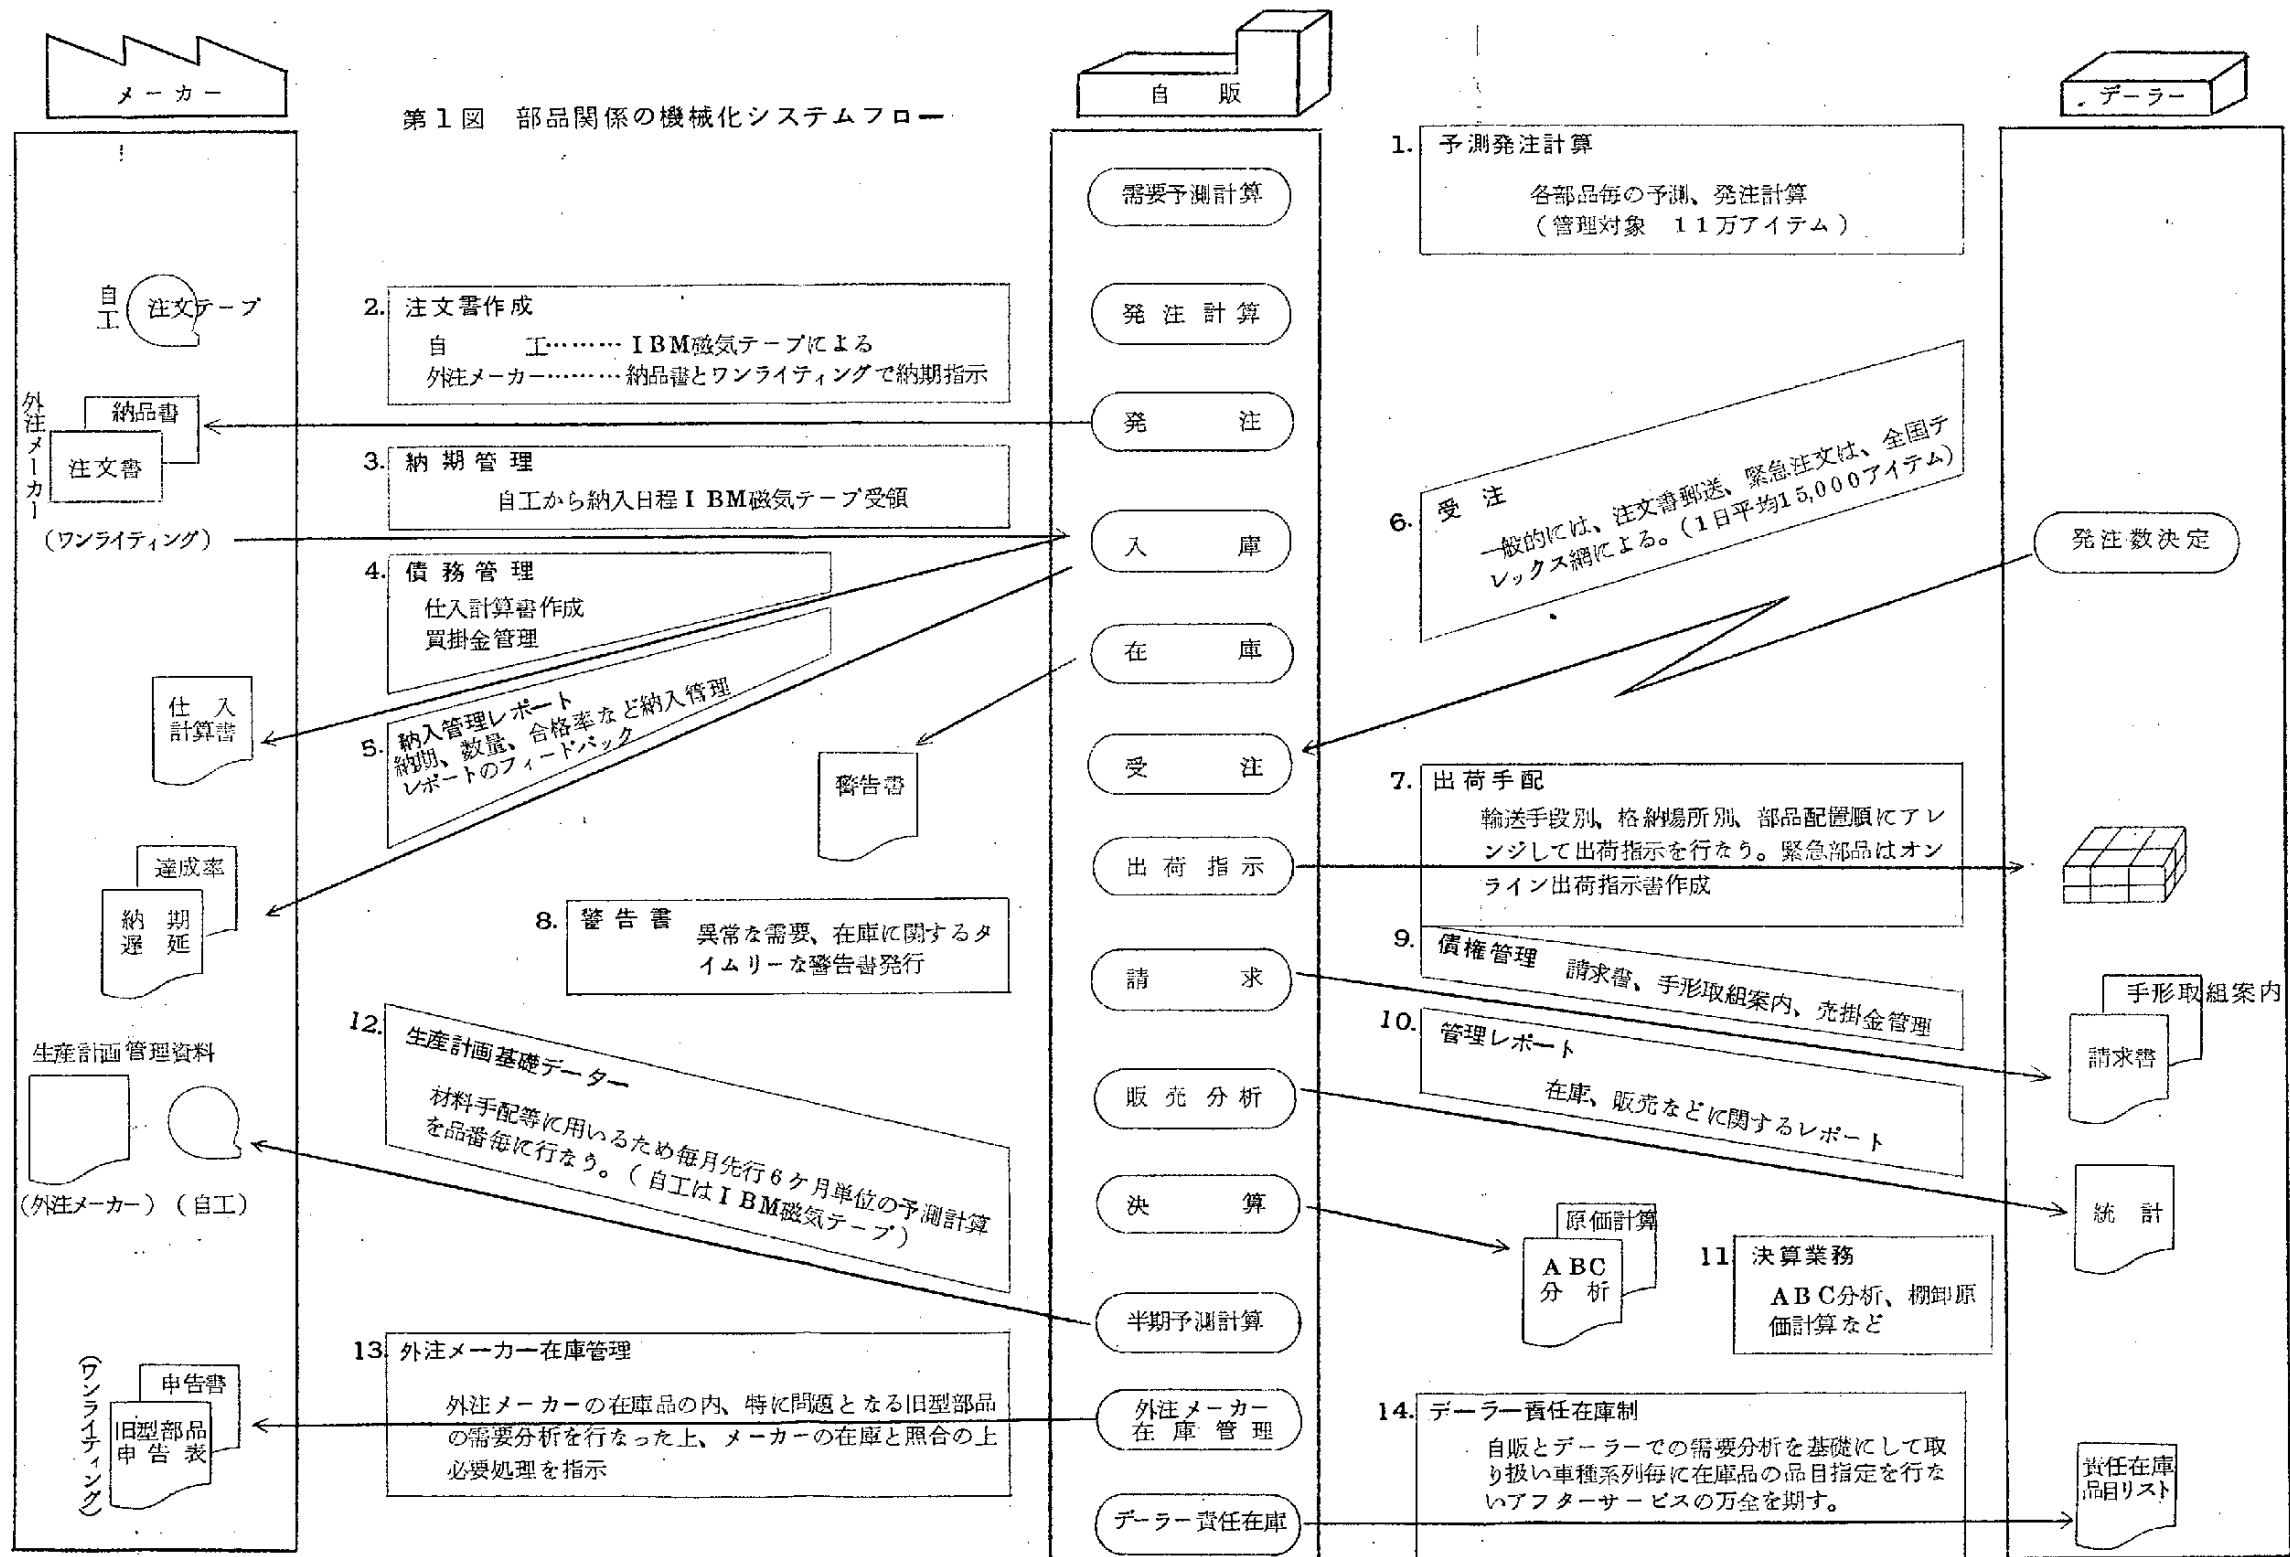 メーカー
第1図 部品関係の機械化システムフロー
自 販
デーラー
自工
注文テープ
外注メーカー
納品書
注文書
(ワンライティング)
仕 入
計算書
達成率
納 期
遅 延
生産計画管理資料
(外注メーカー) (自工)
(ワンライティング)
申告書
旧型部品
申 告 表
2. 注文書作成
自 工………IBM磁気テープによる
外注メーカー………納品書とワンライティングで納期指示
3. 納 期 管 理
自工から納入日程IBM磁気テープ受領
4. 債 務 管 理
仕入計算書作成
買掛金管理
5. 納入管理レポート
納期、数量、合格率など納入管理
レポートのフィードバック
警告書
8. 警 告 書
異常な需要、在庫に関するタ
イムリーな警告書発行
12. 生産計画基礎データー
材料手配等に用いるため毎月先行6ケ月単位の予測計算
を品番毎に行なう。(自工はIBM磁気テープ)
13. 外注メーカー在庫管理
外注メーカーの在庫品の内、特に問題となる旧型部品
の需要分析を行なった上、メーカーの在庫と照合の上
必要処理を指示
需要予測計算
発 注 計 算
発 注
入 庫
在 庫
受 注
出 荷 指 示
請 求
販 売 分 析
決 算
半期予測計算
外注メーカー
在 庫 管 理
デーラー責任在庫
1. 予測発注計算
各部品毎の予測、発注計算
(管理対象 11万アイテム)
6. 受 注
一般的には、注文書郵送、緊急注文は、全国テ
レックス網による。(1日平均15,000アイテム)
7. 出荷手配
輸送手段別、格納場所別、部品配置順にアレ
ンジして出荷指示を行なう。緊急部品はオン
ライン出荷指示書作成
9. 債権管理 請求書、手形取組案内、売掛金管理
10. 管理レポート
在庫、販売などに関するレポート
原価計算
ABC
分 析
11. 決算業務
ABC分析、棚卸原
価計算など
14. デーラー責任在庫制
自販とデーラーでの需要分析を基礎にして取
り扱い車種系列毎に在庫品の品目指定を行な
いアフターサービスの万全を期す。
発注数決定
手形取組案内
請求書
統 計
責任在庫
品目リスト